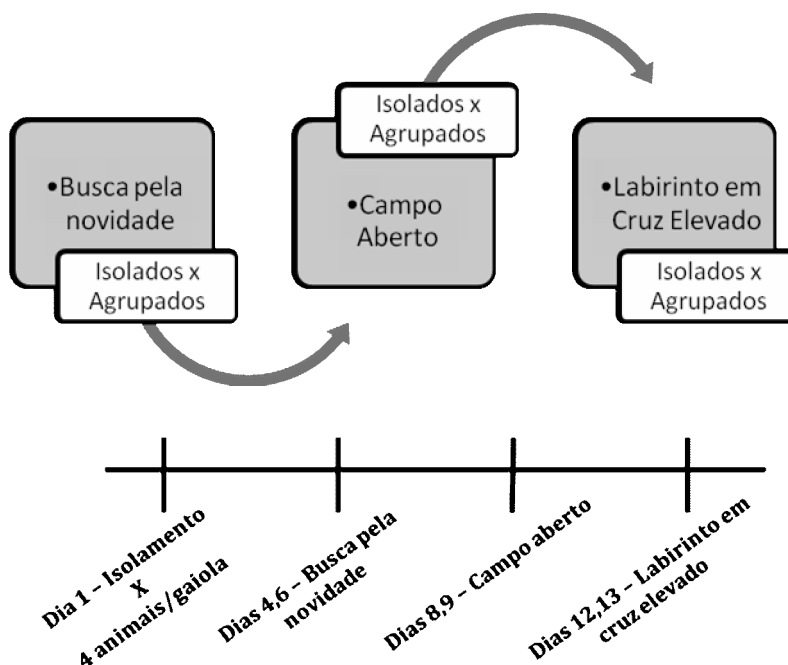 •Busca pela
novidade
Isolados x
Agrupados
Isolados x
Agrupados
•Campo
Aberto
•Labirinto em
Cruz Elevado
Isolados x
Agrupados
Dia 1 – Isolamento
X
4 animais/gaiola
Dias 4,6 – Busca pela
novidade
Dias 8,9 – Campo aberto
Dias 12,13 – Labirinto em
cruz elevado